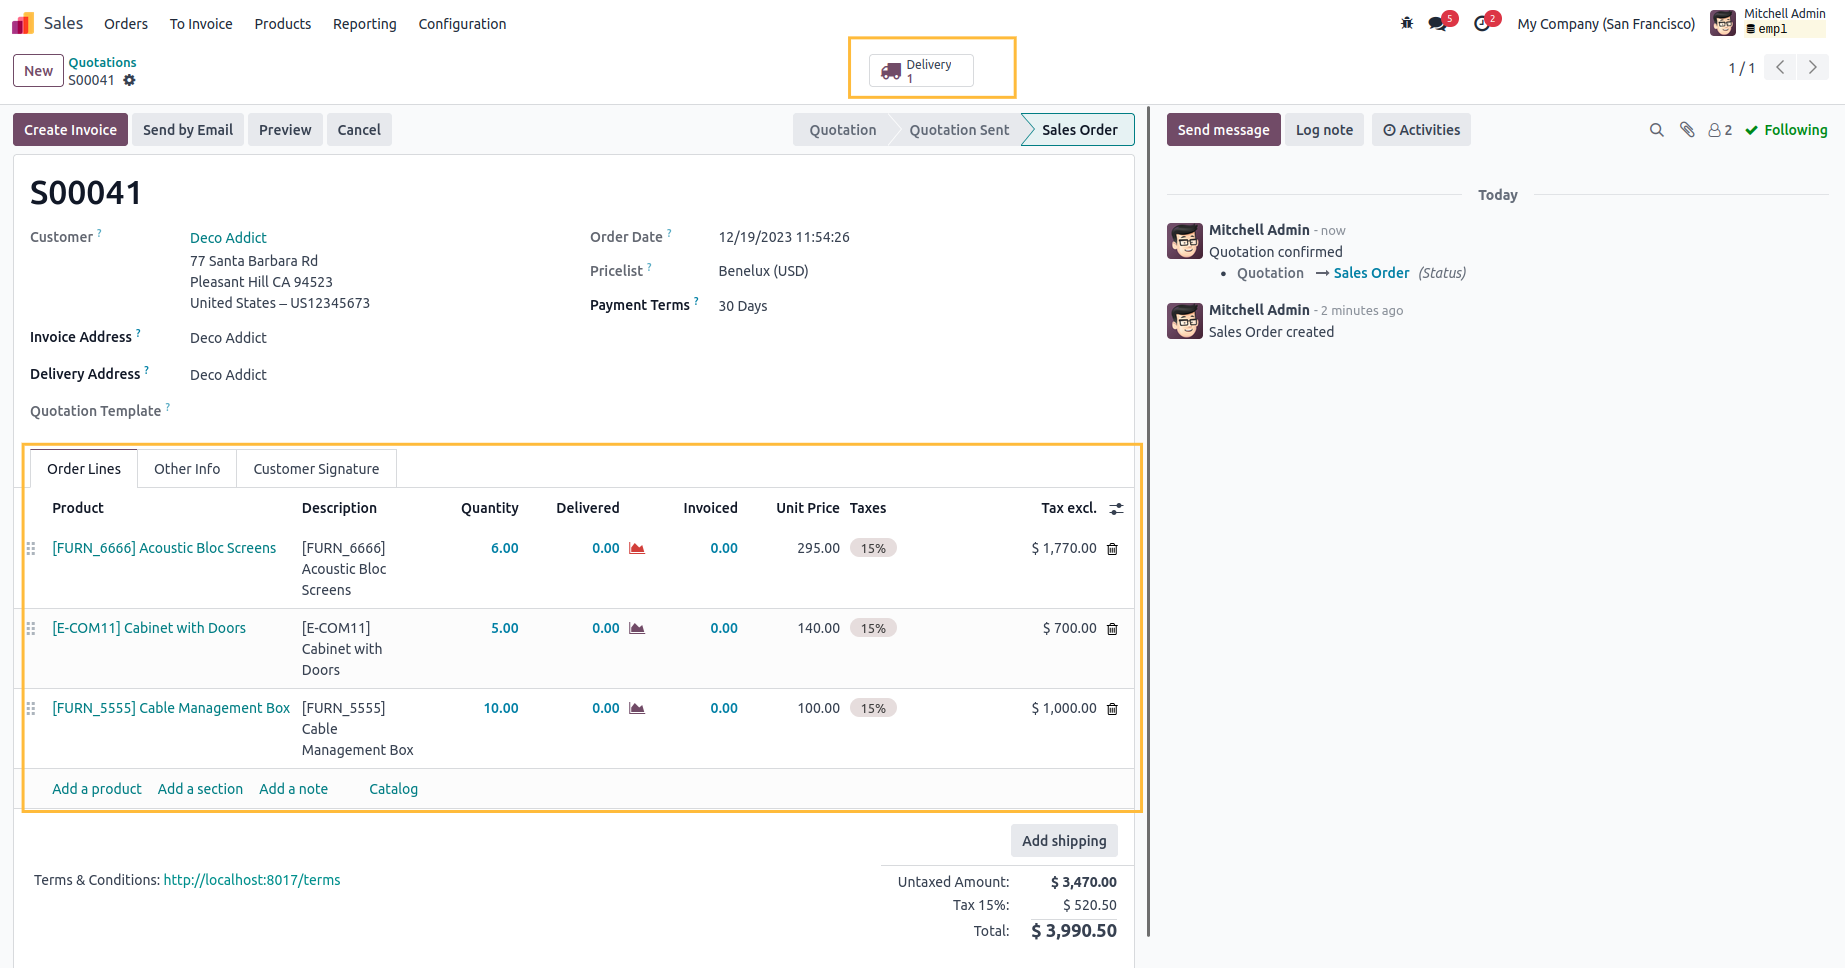 Sales Orders To Invoice Products Reporting Configuration 5 2 My Company (San Francisco) Mitchell Admin
empl
New Quotations
S00041
Delivery
1
1 / 1
Create Invoice Send by Email Preview Cancel Quotation Quotation Sent Sales Order
Send message Log note Activities 2 Following
S00041
Customer ? Deco Addict
77 Santa Barbara Rd
Pleasant Hill CA 94523
United States – US12345673
Invoice Address ? Deco Addict
Delivery Address ? Deco Addict
Quotation Template ?
Order Date ? 12/19/2023 11:54:26
Pricelist ? Benelux (USD)
Payment Terms ? 30 Days
Order Lines Other Info Customer Signature
Product Description Quantity Delivered Invoiced Unit Price Taxes Tax excl.
[FURN_6666] Acoustic Bloc Screens [FURN_6666] 6.00 0.00 0.00 295.00 15% $ 1,770.00
Acoustic Bloc
Screens
[E-COM11] Cabinet with Doors [E-COM11] 5.00 0.00 0.00 140.00 15% $ 700.00
Cabinet with
Doors
[FURN_5555] Cable Management Box [FURN_5555] 10.00 0.00 0.00 100.00 15% $ 1,000.00
Cable
Management Box
Add a product Add a section Add a note Catalog
Add shipping
Terms & Conditions: http://localhost:8017/terms
Untaxed Amount: $ 3,470.00
Tax 15%: $ 520.50
Total: $ 3,990.50
Today
Mitchell Admin - now
Quotation confirmed
• Quotation → Sales Order (Status)
Mitchell Admin - 2 minutes ago
Sales Order created